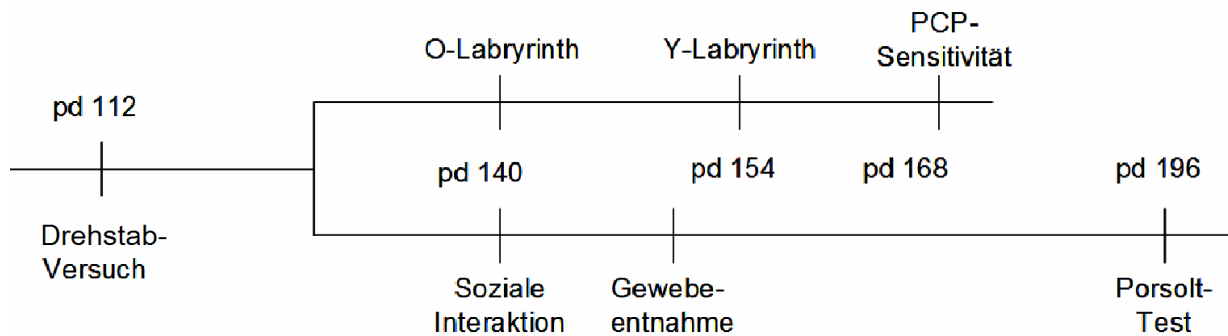 PCP-
Sensitivität
O-Labryrinth
Y-Labryrinth
pd 112
pd 140
pd 154
pd 168
pd 196
Drehstab-
Versuch
Soziale
Interaktion
Gewebe-
entnahme
Porsolt-
Test